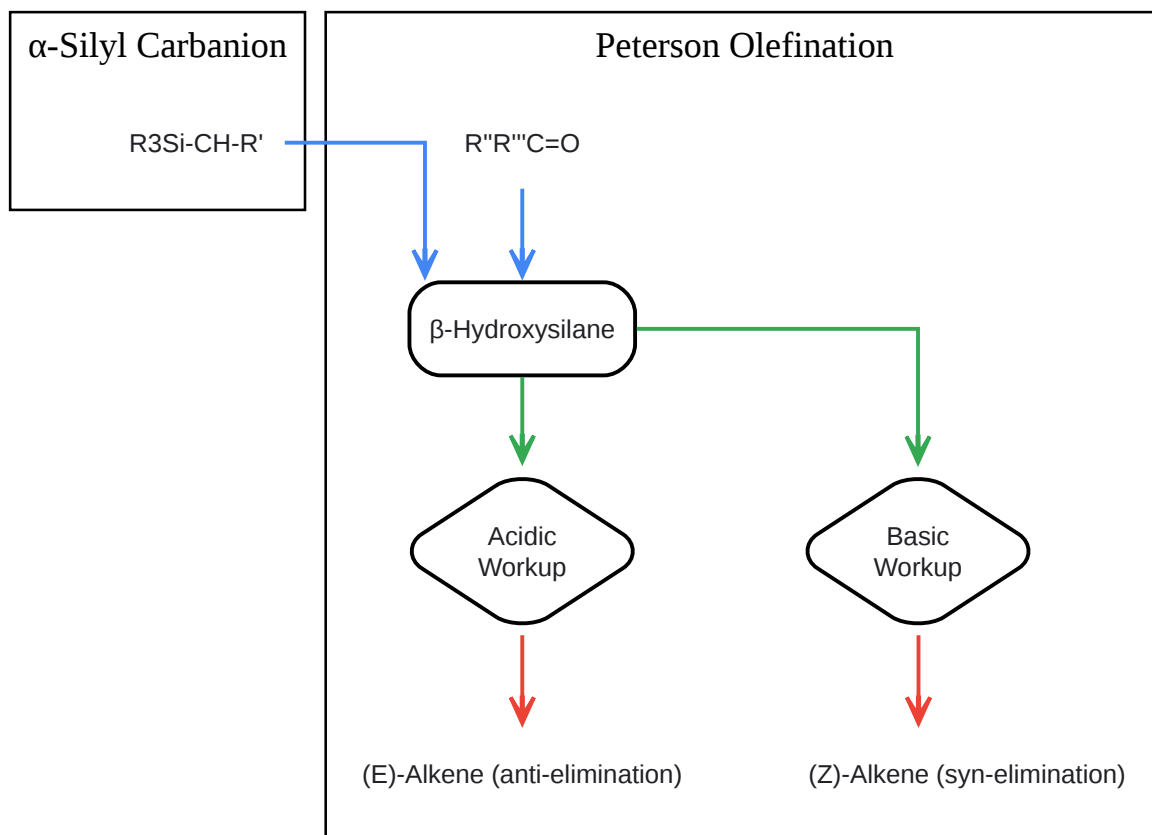 α-Silyl Carbanion
Peterson Olefination
R3Si-CH-R'
R''R'''C=O
β-Hydroxysilane
Acidic
Workup
Basic
Workup
(E)-Alkene (anti-elimination)
(Z)-Alkene (syn-elimination)